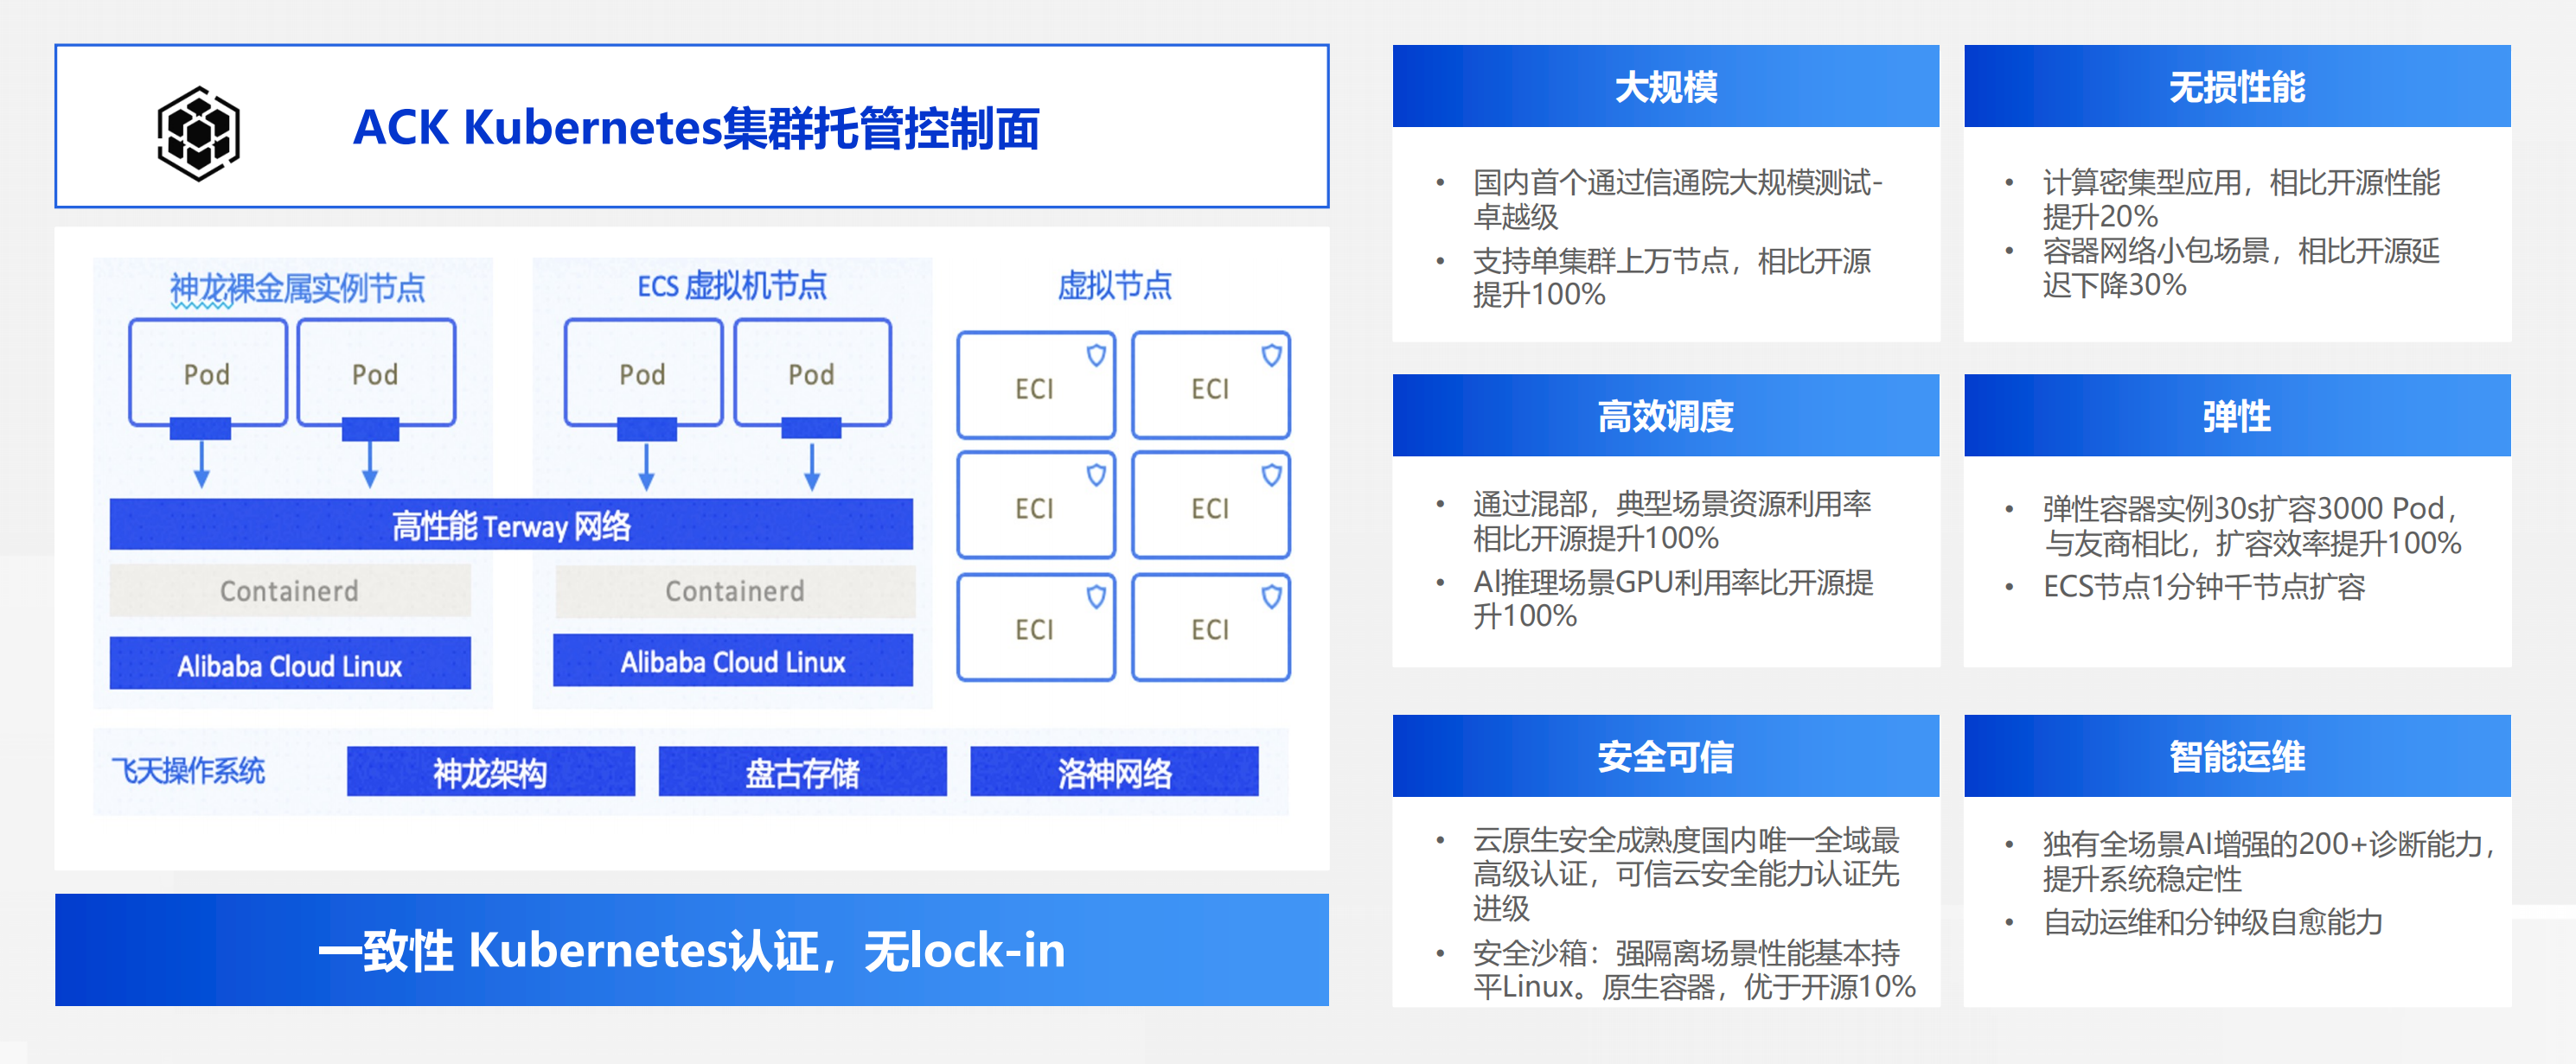 ACK Kubernetes集群托管控制面
神龙裸金属实例节点
Pod
Pod
ECS 虚拟机节点
Pod
Pod
虚拟节点
ECI
ECI
ECI
ECI
ECI
ECI
高性能 Terway 网络
Containerd
Containerd
Alibaba Cloud Linux
Alibaba Cloud Linux
飞天操作系统
神龙架构
盘古存储
洛神网络
一致性 Kubernetes认证，无lock-in
大规模
• 国内首个通过信通院大规模测试-
卓越级
• 支持单集群上万节点，相比开源
提升100%
无损性能
• 计算密集型应用，相比开源性能
提升20%
• 容器网络小包场景，相比开源延
迟下降30%
高效调度
• 通过混部，典型场景资源利用率
相比开源提升100%
• AI推理场景GPU利用率比开源提
升100%
弹性
• 弹性容器实例30s扩容3000 Pod，
与友商相比，扩容效率提升100%
• ECS节点1分钟千节点扩容
安全可信
• 云原生安全成熟度国内唯一全域最
高级认证，可信云安全能力认证先
进级
• 安全沙箱：强隔离场景性能基本持
平Linux。原生容器，优于开源10%
智能运维
• 独有全场景AI增强的200+诊断能力，
提升系统稳定性
• 自动运维和分钟级自愈能力